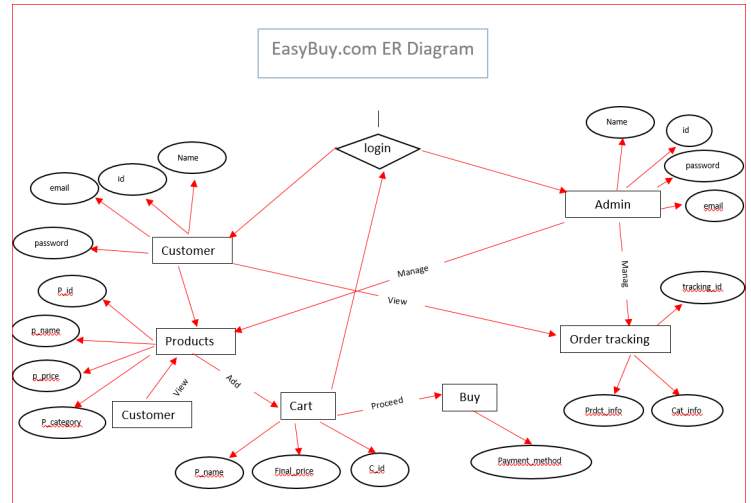 EasyBuy.com ER Diagram
login
Name
id
password
email
Admin
Name
id
email
password
Customer
Manage
Manag
View
tracking_id
P_id
p_name
p_price
P_category
Products
Order tracking
View
Add
Customer
Cart
Proceed
Buy
Prdct_info
Cat_info
P_name
Final_price
C_id
Payment_method